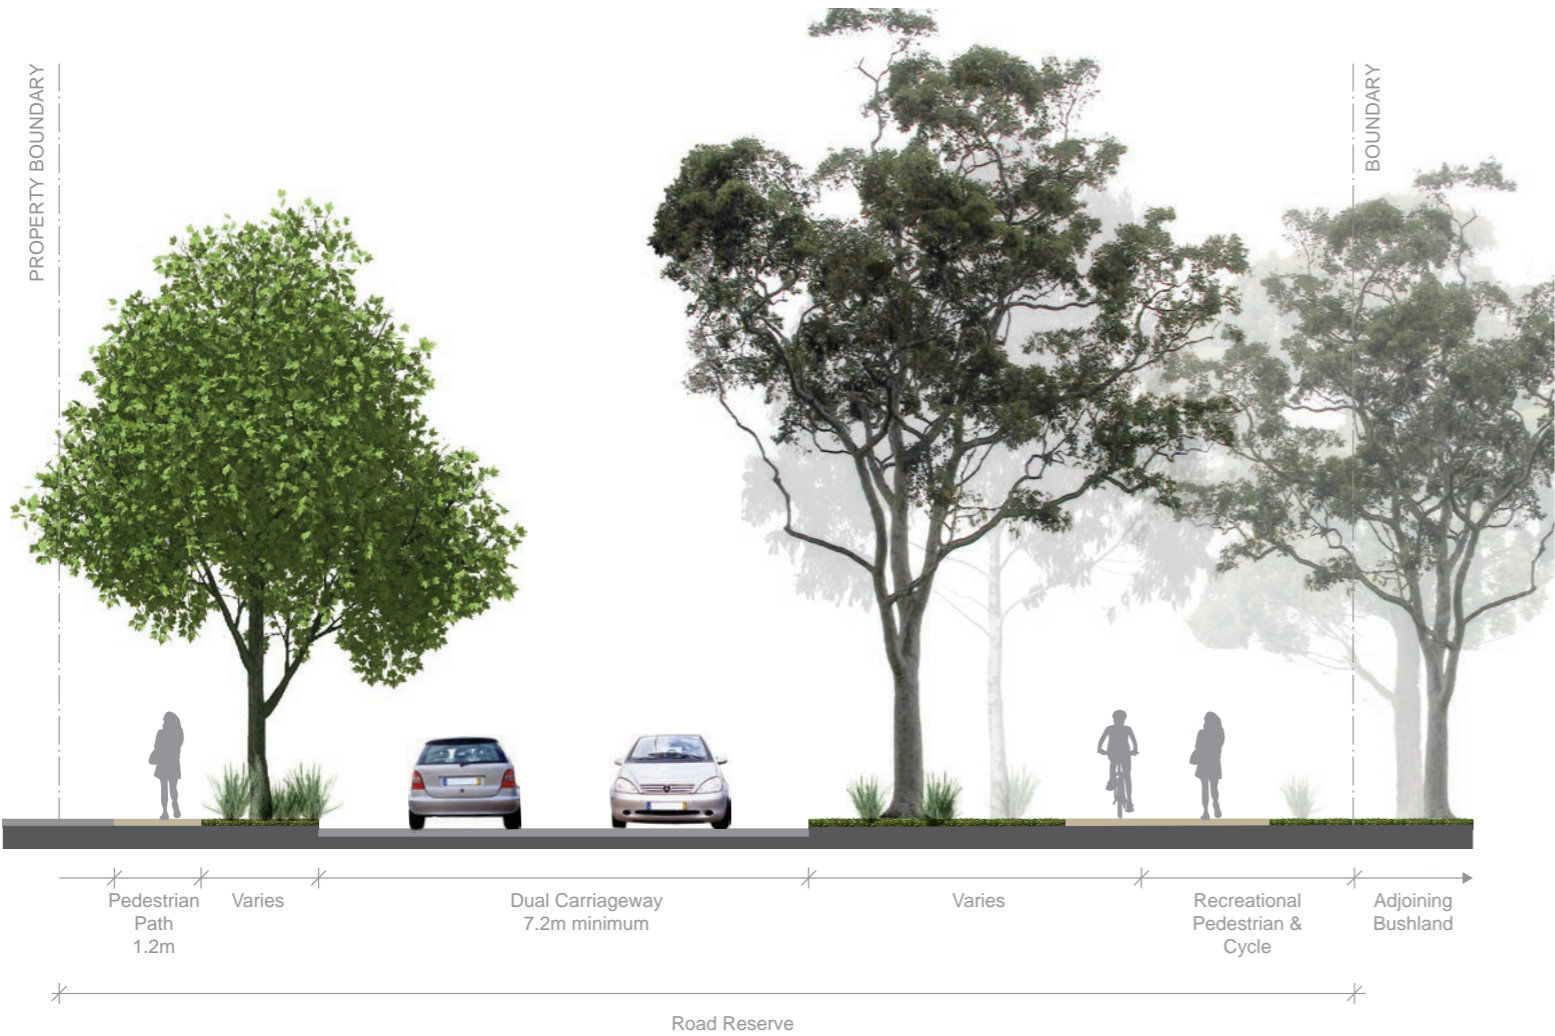 PROPERTY BOUNDARY
BOUNDARY
Pedestrian
Path
1.2m
Varies
Dual Carriageway
7.2m minimum
Varies
Recreational
Pedestrian &
Cycle
Adjoining
Bushland
Road Reserve